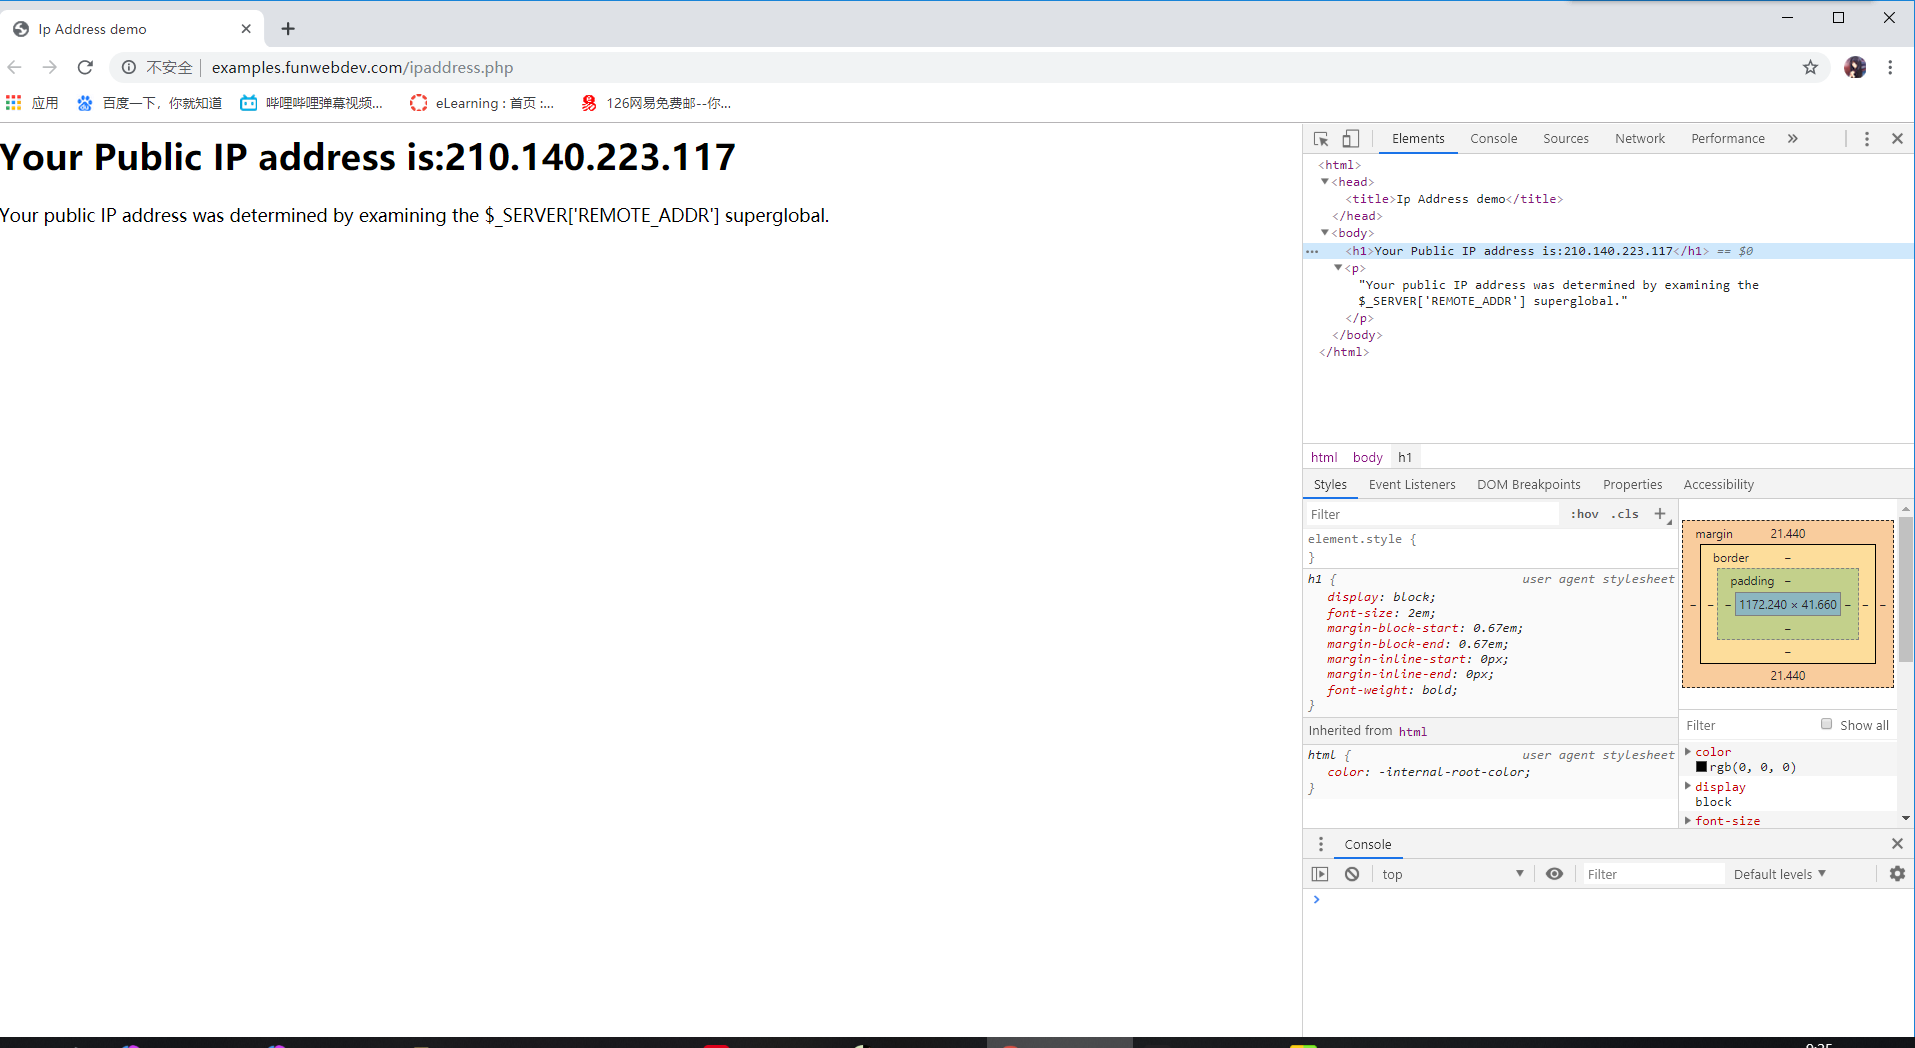 Ip Address demo
不安全 examples.funwebdev.com/ipaddress.php
应用 百度一下，你就知道 哔哩哔哩弹幕视频... eLearning : 首页 :... 126网易免费邮--你...
Your Public IP address is:210.140.223.117
Your public IP address was determined by examining the $_SERVER['REMOTE_ADDR'] superglobal.
Elements Console Sources Network Performance »
<html>
▼<head>
<title>Ip Address demo</title>
</head>
▼<body>
... <h1>Your Public IP address is:210.140.223.117</h1> == $0
▼<p>
"Your public IP address was determined by examining the
$_SERVER['REMOTE_ADDR'] superglobal."
</p>
</body>
</html>
html body h1
Styles Event Listeners DOM Breakpoints Properties Accessibility
Filter :hov .cls +
element.style {
}
h1 { user agent stylesheet
display: block;
font-size: 2em;
margin-block-start: 0.67em;
margin-block-end: 0.67em;
margin-inline-start: 0px;
margin-inline-end: 0px;
font-weight: bold;
}
Inherited from html
html { user agent stylesheet
color: -internal-root-color;
}
margin 21.440
border –
padding –
– – – 1172.240 × 41.660 – – –
–
–
21.440
Filter Show all
color
rgb(0, 0, 0)
display
block
font-size
Console
top Filter Default levels